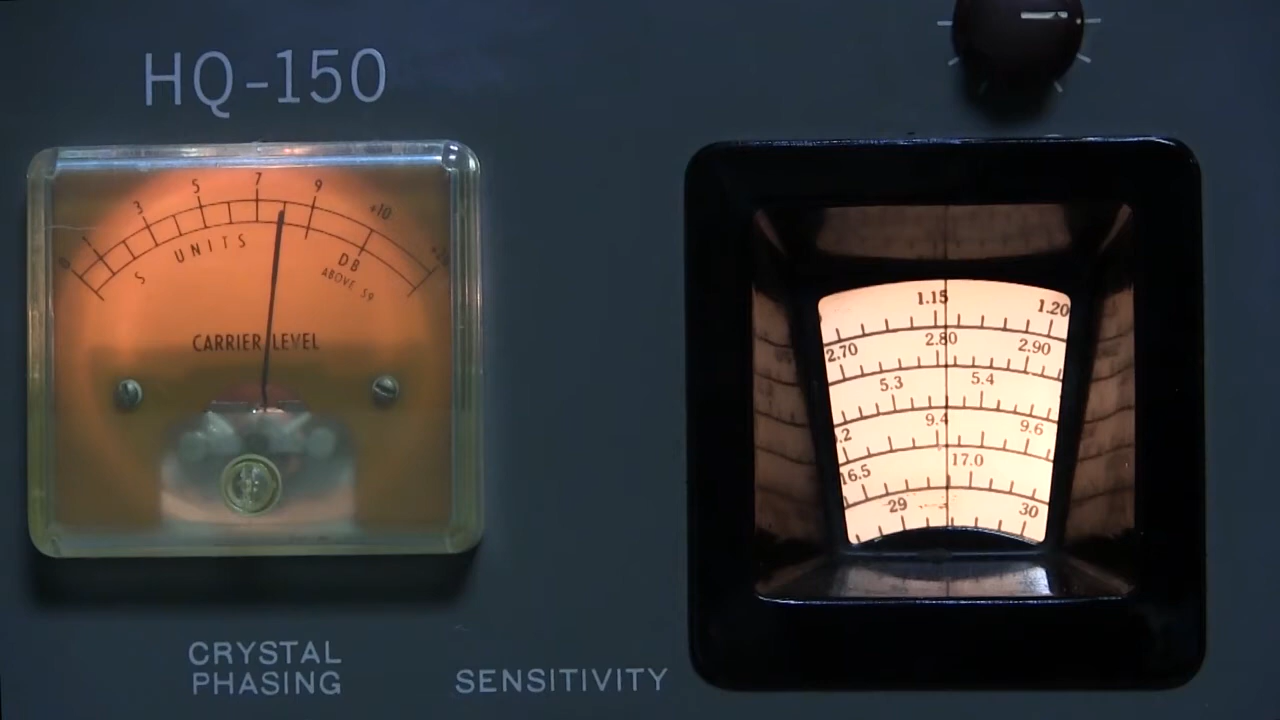 HQ-150
0 1 3 5 7 9 +10 +20
S UNITS
DB
ABOVE S9
CARRIER LEVEL
1.15 1.20
2.70 2.80 2.90
5.3 5.4
.2 9.4 9.6
16.5 17.0
29 30
CRYSTAL
PHASING
SENSITIVITY